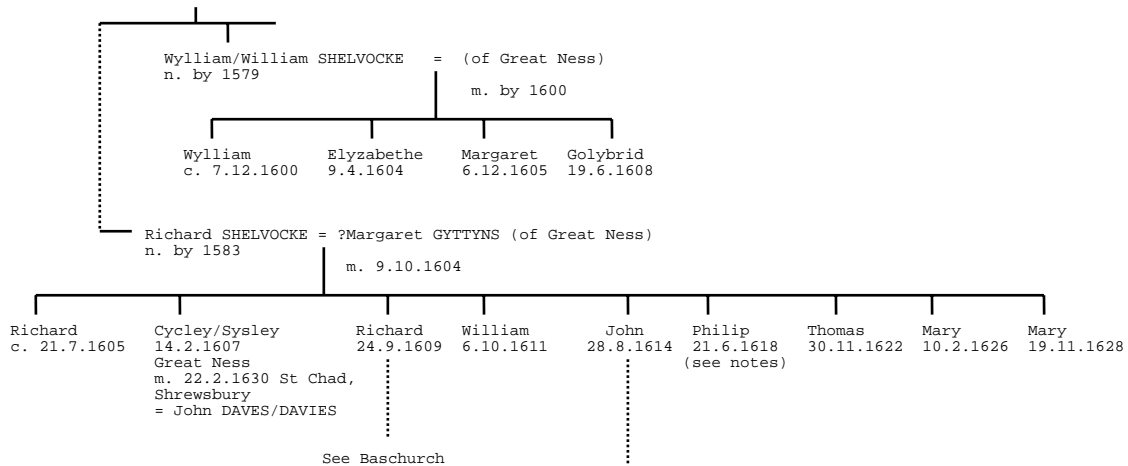 Wylliam/William SHELVOCKE = (of Great Ness)
n. by 1579
m. by 1600
Wylliam Elyzabethe Margaret Golybrid
c. 7.12.1600 9.4.1604 6.12.1605 19.6.1608
Richard SHELVOCKE = ?Margaret GYTTYNS (of Great Ness)
n. by 1583
m. 9.10.1604
Richard Cycley/Sysley Richard William John Philip Thomas Mary Mary
c. 21.7.1605 14.2.1607 24.9.1609 6.10.1611 28.8.1614 21.6.1618 30.11.1622 10.2.1626 19.11.1628
Great Ness (see notes)
m. 22.2.1630 St Chad,
Shrewsbury
= John DAVES/DAVIES
See Baschurch